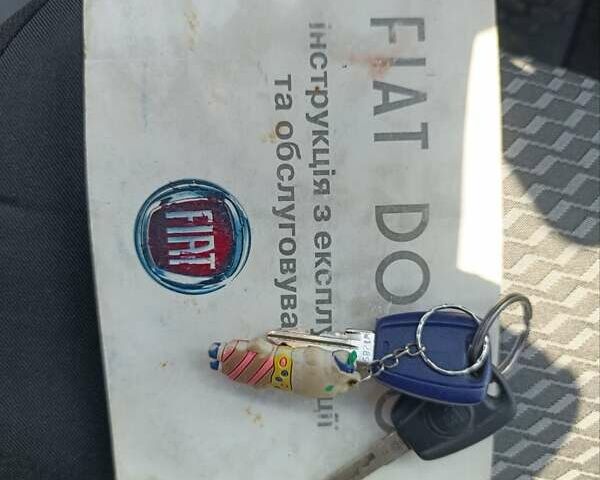 FIAT DO
інструкція з експлу ції
та обслуговува
FIAT